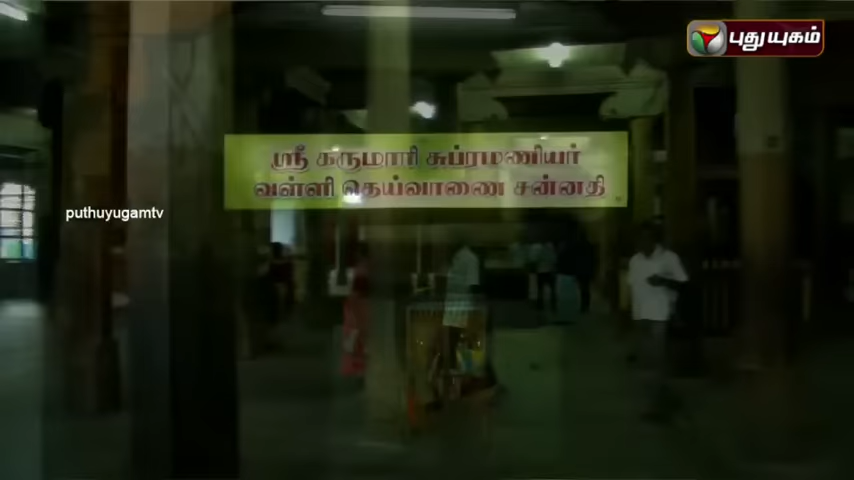 புதுயுகம்
ஸ்ரீ கருமாரி சுப்ரமணியர்
வள்ளி தெய்வாணை சன்னதி
puthuyugamtv